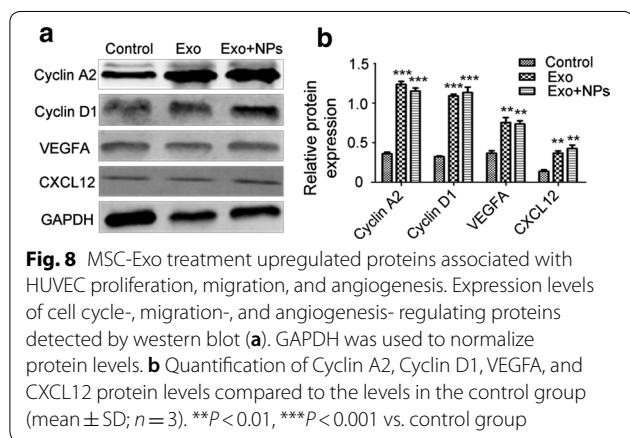 a
Control Exo Exo+NPs
Cyclin A2
Cyclin D1
VEGFA
CXCL12
GAPDH
b
Control
Exo
Exo+NPs
Relative protein
expression
1.5
1.0
0.5
0.0
*** ***
*** ***
** **
** **
Cyclin A2
Cyclin D1
VEGFA
CXCL12
Fig. 8 MSC-Exo treatment upregulated proteins associated with
HUVEC proliferation, migration, and angiogenesis. Expression levels
of cell cycle-, migration-, and angiogenesis- regulating proteins
detected by western blot (a). GAPDH was used to normalize
protein levels. b Quantification of Cyclin A2, Cyclin D1, VEGFA, and
CXCL12 protein levels compared to the levels in the control group
(mean ± SD; n = 3). **P < 0.01, ***P < 0.001 vs. control group